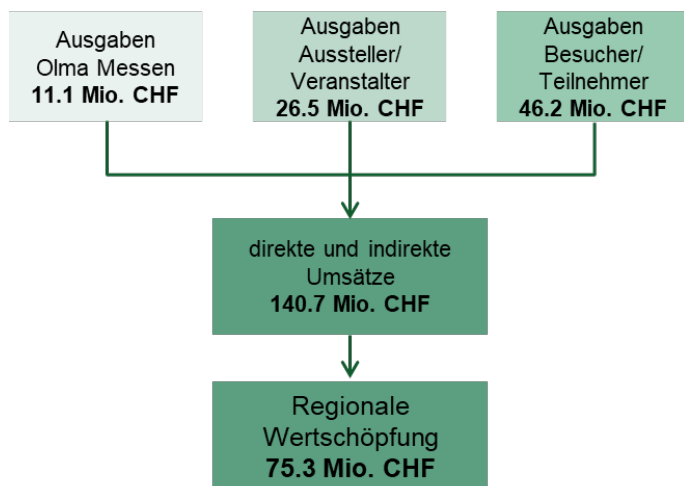 Ausgaben
Olma Messen
11.1 Mio. CHF
Ausgaben
Aussteller/
Veranstalter
26.5 Mio. CHF
Ausgaben
Besucher/
Teilnehmer
46.2 Mio. CHF
direkte und indirekte
Umsätze
140.7 Mio. CHF
Regionale
Wertschöpfung
75.3 Mio. CHF